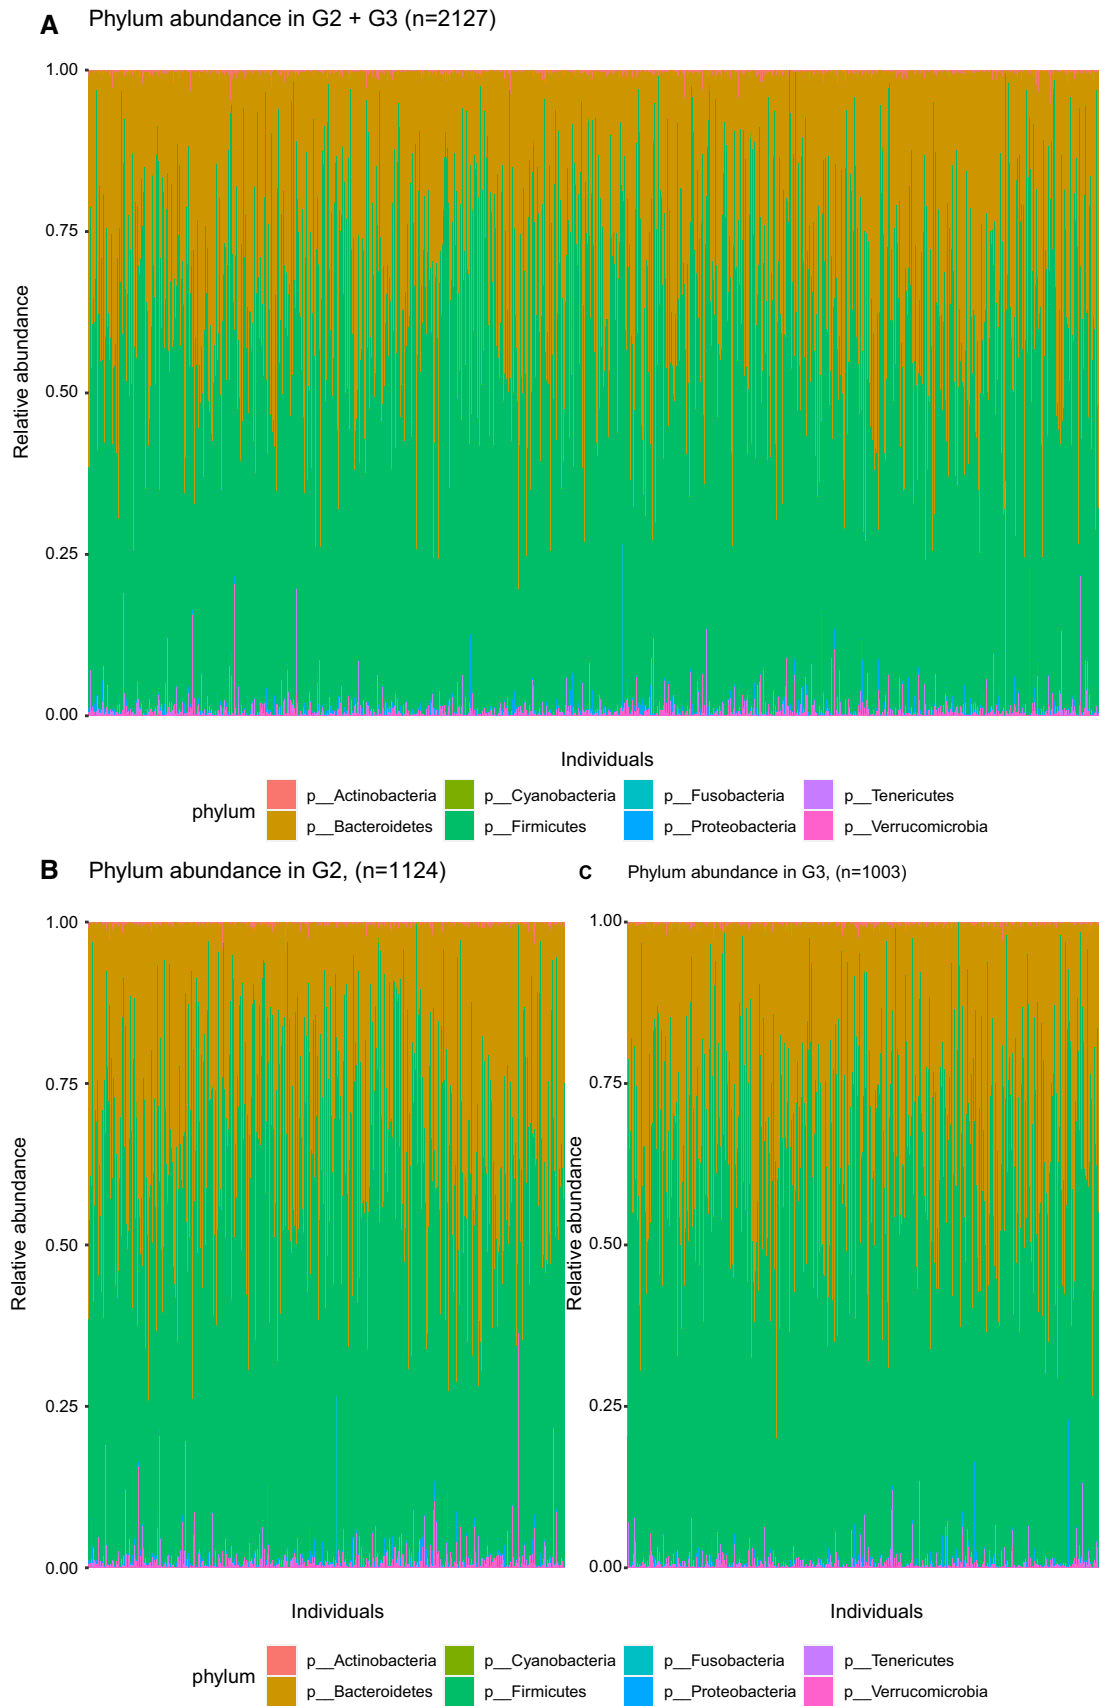 A Phylum abundance in G2 + G3 (n=2127)
1.00
0.75
0.50
0.25
0.00
Relative abundance
Individuals
phylum
p__Actinobacteria p__Cyanobacteria p__Fusobacteria p__Tenericutes
p__Bacteroidetes p__Firmicutes p__Proteobacteria p__Verrucomicrobia
B Phylum abundance in G2, (n=1124)
1.00
0.75
0.50
0.25
0.00
Relative abundance
Individuals
C Phylum abundance in G3, (n=1003)
1.00
0.75
0.50
0.25
0.00
Relative abundance
Individuals
phylum
p__Actinobacteria p__Cyanobacteria p__Fusobacteria p__Tenericutes
p__Bacteroidetes p__Firmicutes p__Proteobacteria p__Verrucomicrobia